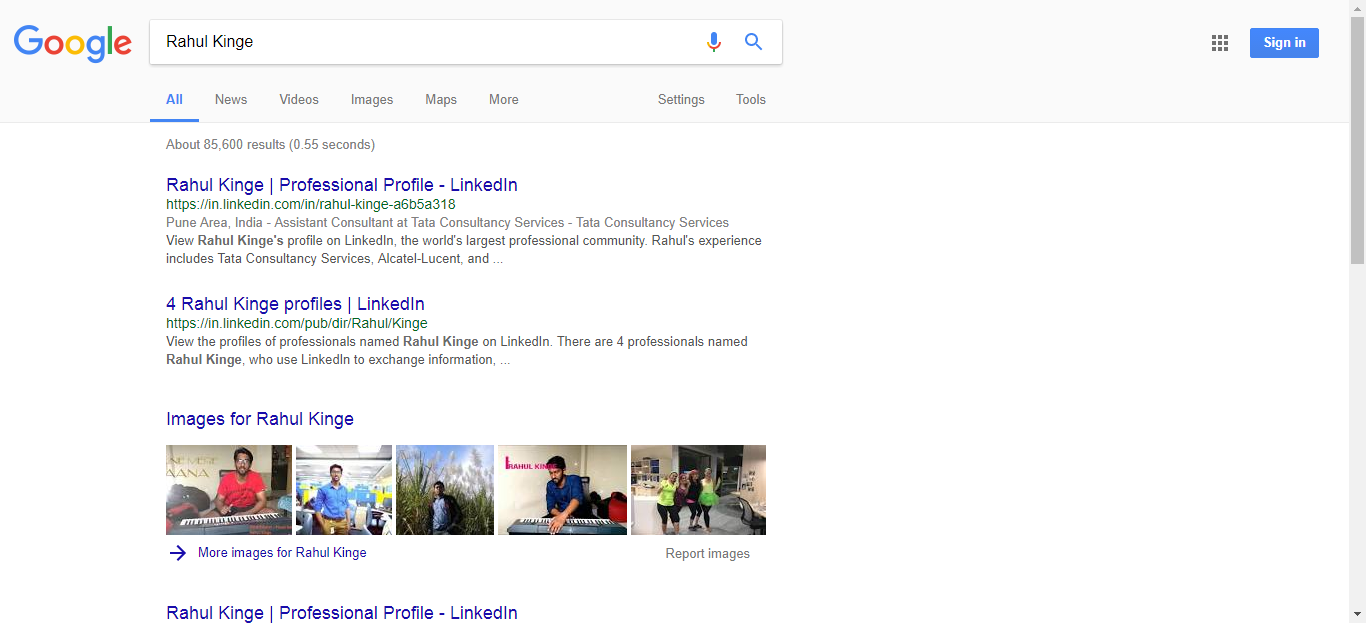 Google
Rahul Kinge
Sign in
All News Videos Images Maps More Settings Tools
About 85,600 results (0.55 seconds)
Rahul Kinge | Professional Profile - LinkedIn
https://in.linkedin.com/in/rahul-kinge-a6b5a318
Pune Area, India - Assistant Consultant at Tata Consultancy Services - Tata Consultancy Services
View Rahul Kinge's profile on LinkedIn, the world's largest professional community. Rahul's experience
includes Tata Consultancy Services, Alcatel-Lucent, and ...
4 Rahul Kinge profiles | LinkedIn
https://in.linkedin.com/pub/dir/Rahul/Kinge
View the profiles of professionals named Rahul Kinge on LinkedIn. There are 4 professionals named
Rahul Kinge, who use LinkedIn to exchange information, ...
Images for Rahul Kinge
RAHUL KINGE
More images for Rahul Kinge
Report images
Rahul Kinge | Professional Profile - LinkedIn